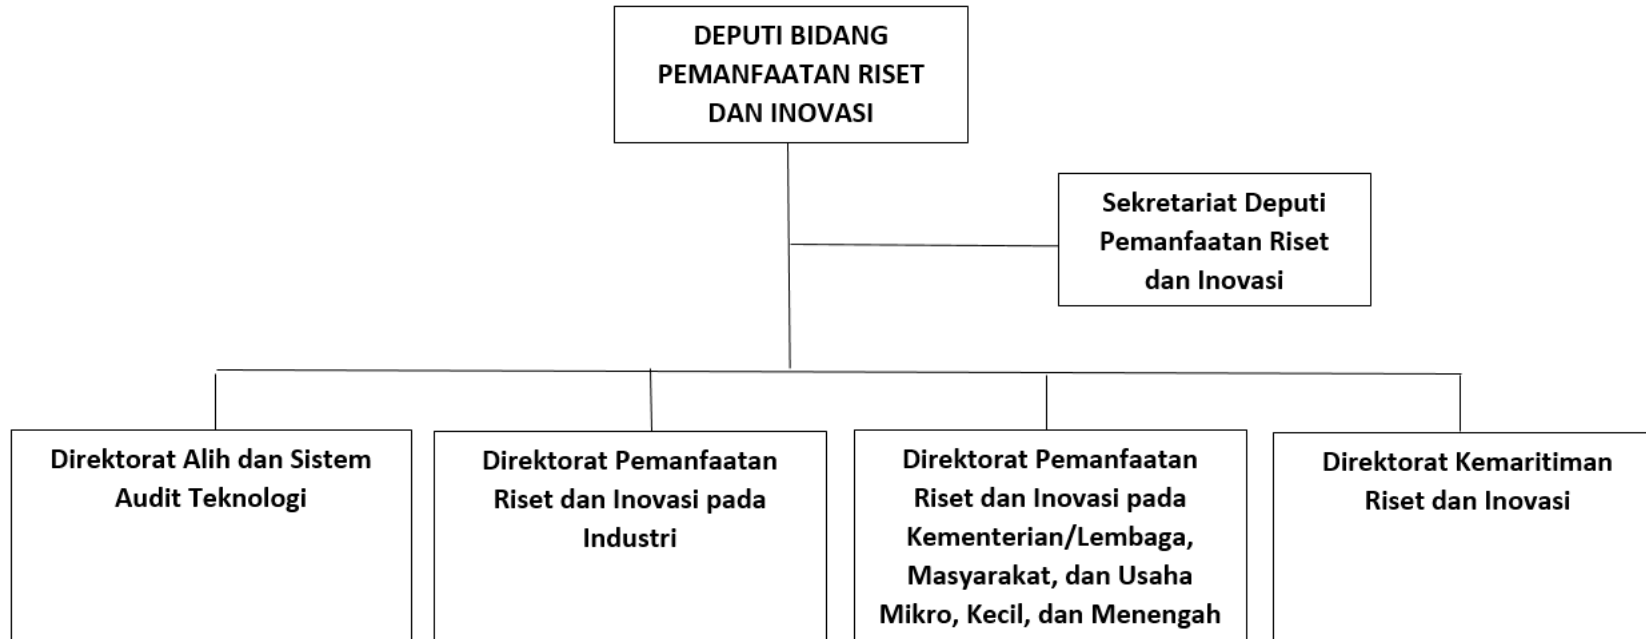 DEPUTI BIDANG
PEMANFAATAN RISET
DAN INOVASI
Sekretariat Deputi
Pemanfaatan Riset
dan Inovasi
Direktorat Alih dan Sistem
Audit Teknologi
Direktorat Pemanfaatan
Riset dan Inovasi pada
Industri
Direktorat Pemanfaatan
Riset dan Inovasi pada
Kementerian/Lembaga,
Masyarakat, dan Usaha
Mikro, Kecil, dan Menengah
Direktorat Kemaritiman
Riset dan Inovasi